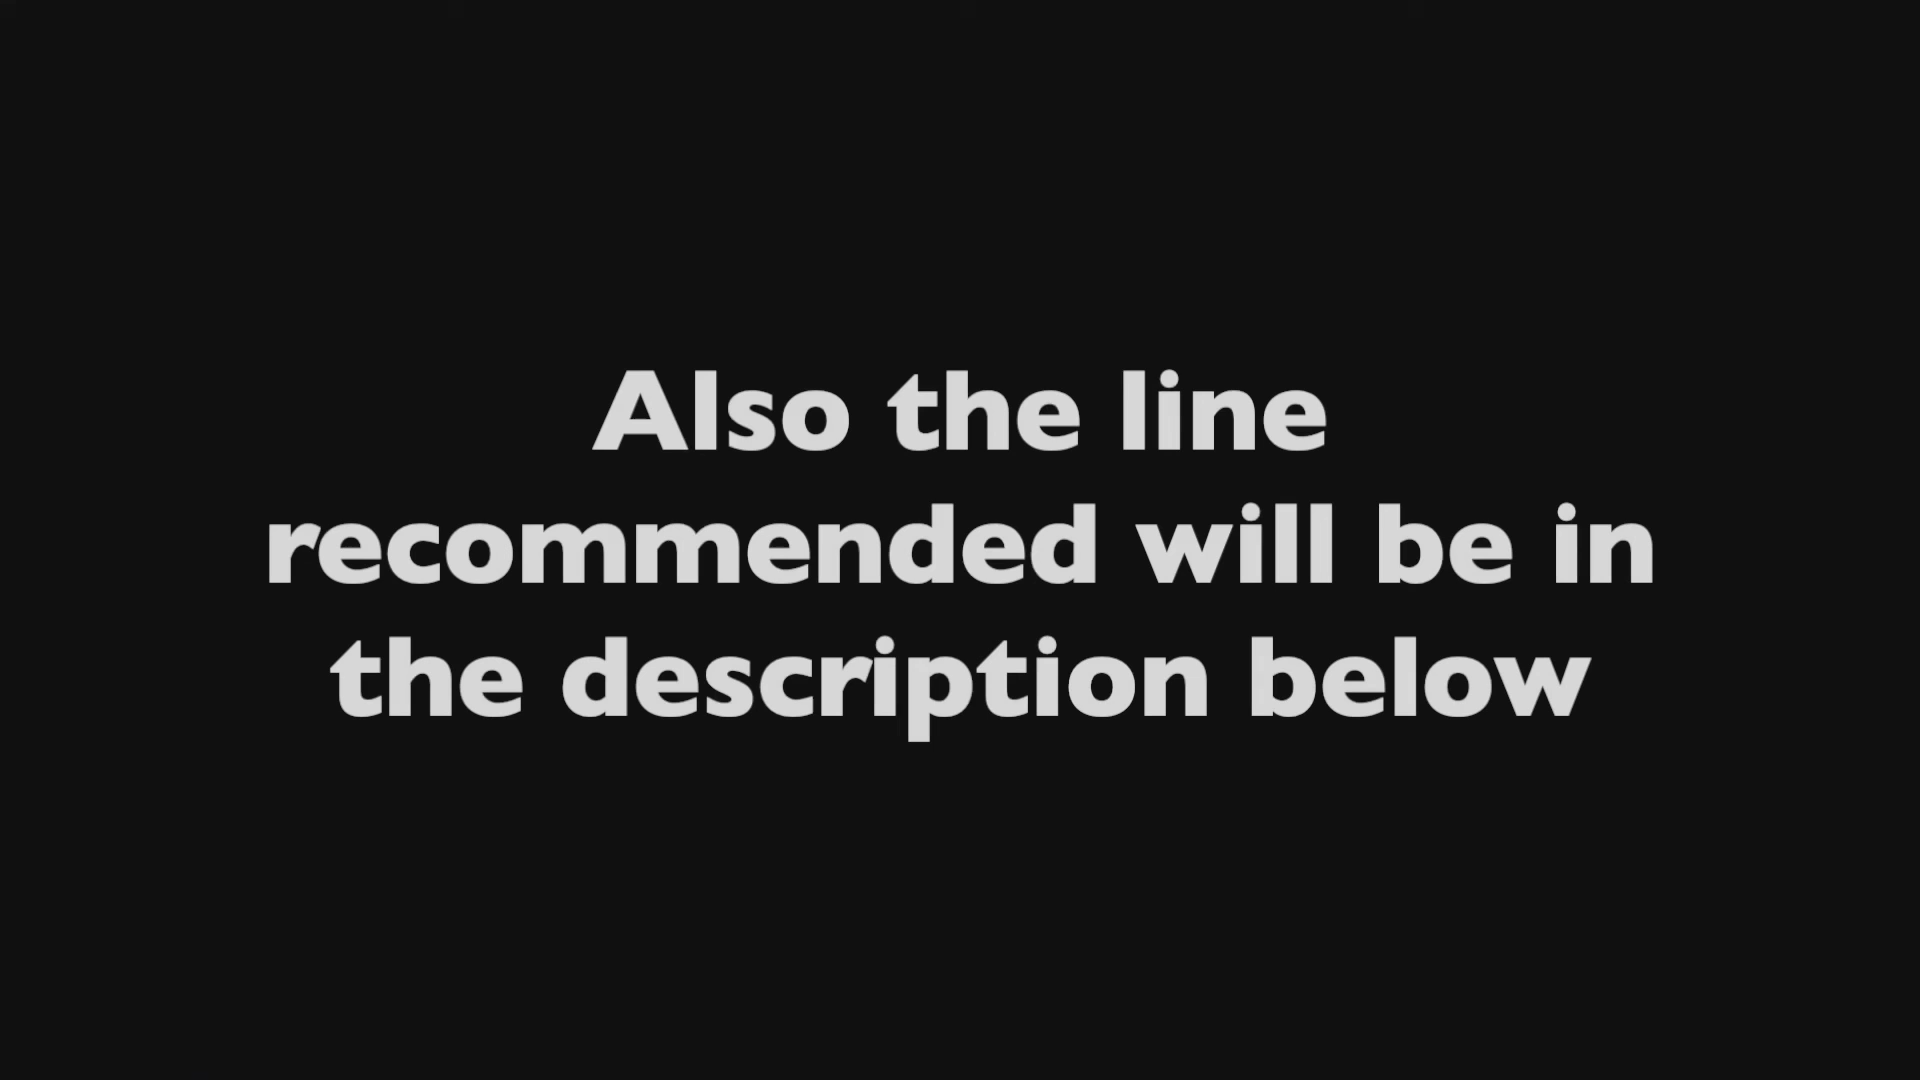 Also the line
recommended will be in
the description below